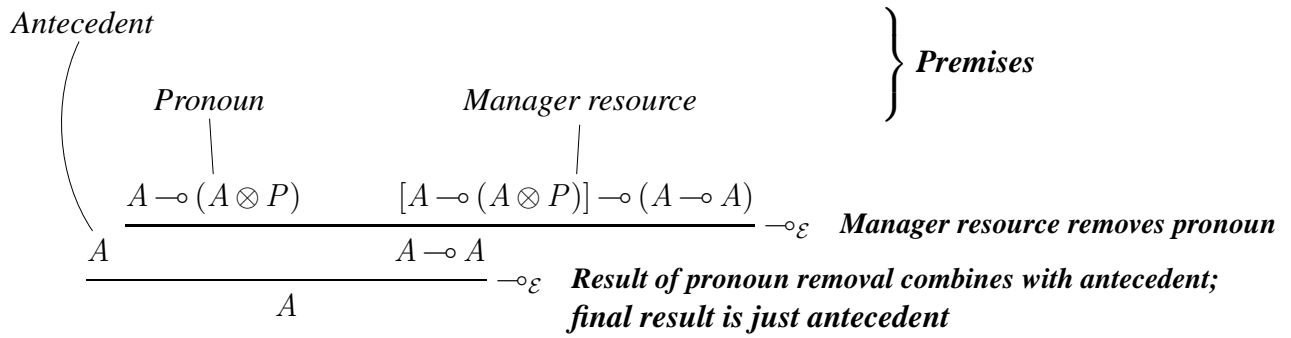 Antecedent
Premises
Pronoun Manager resource
A ⊸ (A ⊗ P) [A ⊸ (A ⊗ P)] ⊸ (A ⊸ A)
⊸ℰ Manager resource removes pronoun
A A ⊸ A
⊸ℰ Result of pronoun removal combines with antecedent;
A
final result is just antecedent